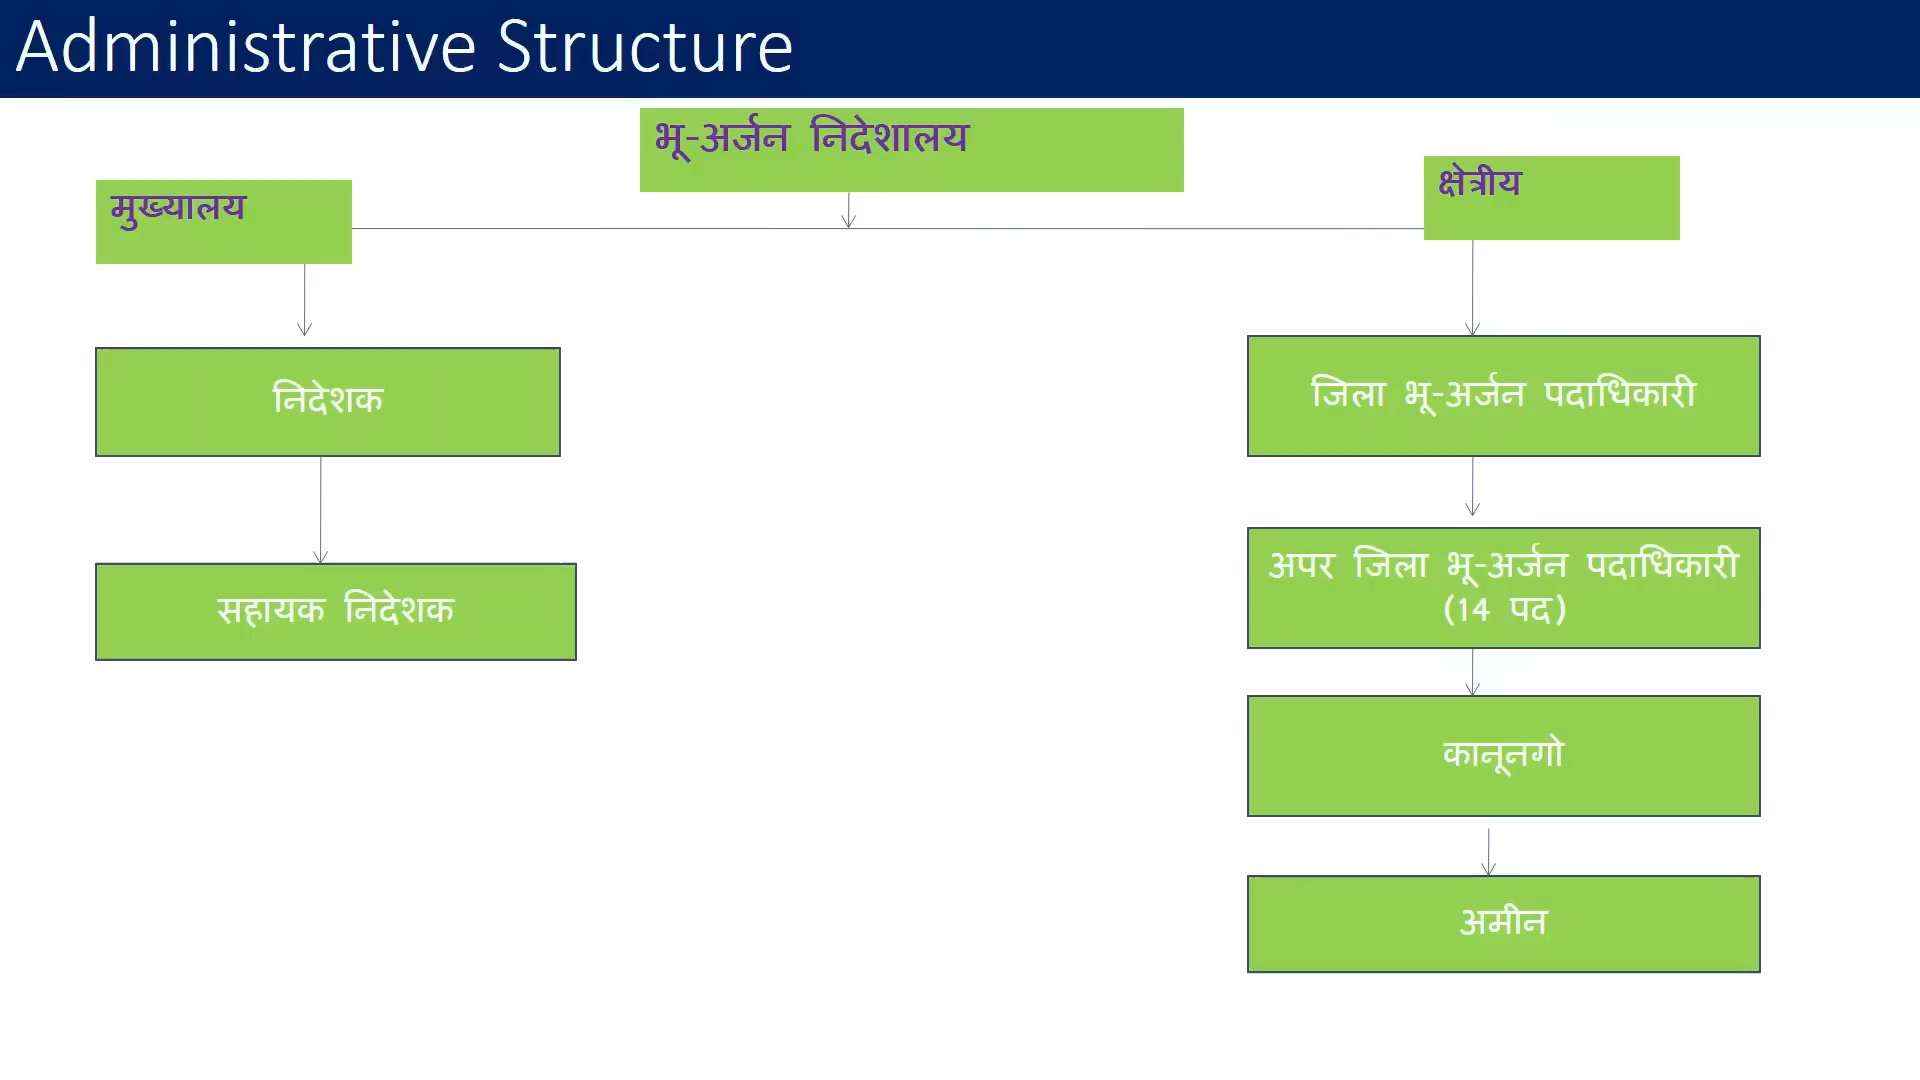 Administrative Structure
भू-अर्जन निदेशालय
मुख्यालय
क्षेत्रीय
निदेशक
सहायक निदेशक
जिला भू-अर्जन पदाधिकारी
अपर जिला भू-अर्जन पदाधिकारी
(14 पद)
कानूनगो
अमीन